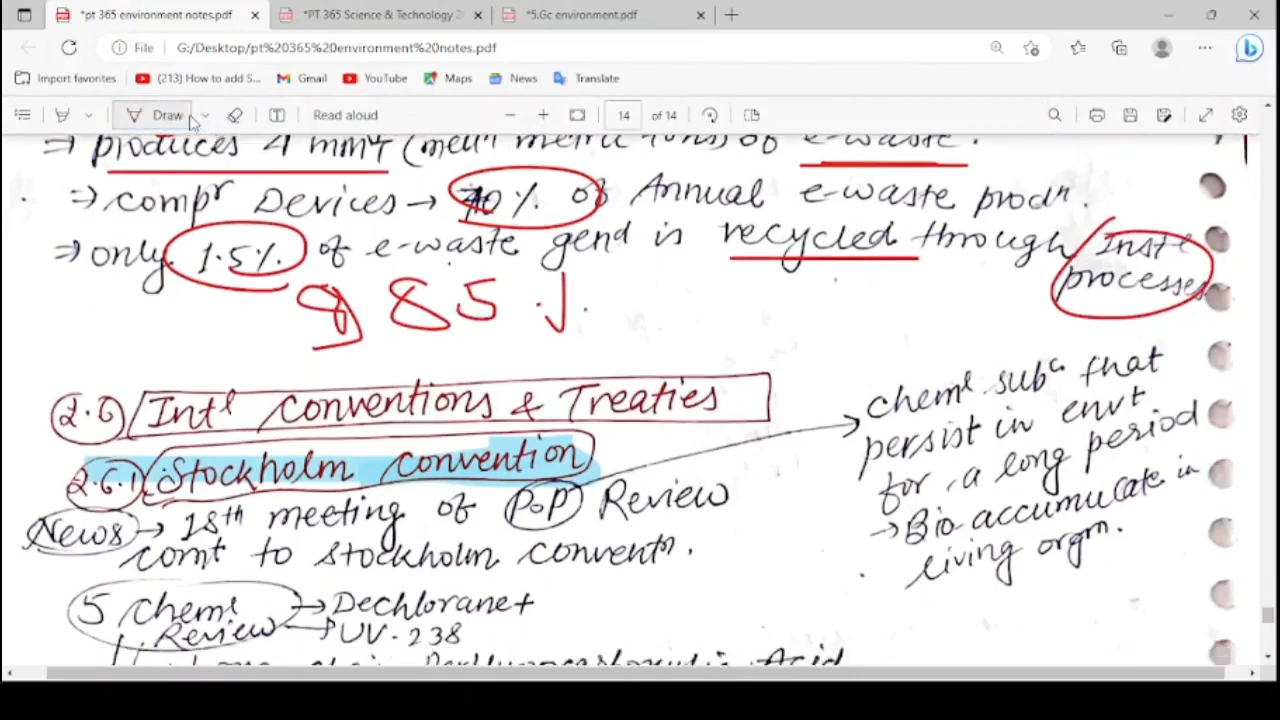 *pt 365 environment notes.pdf
*PT 365 Science & Technology 2
*5.Gc environment.pdf
File
G:/Desktop/pt%20365%20environment%20notes.pdf
Import favorites
(213) How to add S...
Gmail
YouTube
Maps
News
Translate
Draw
Read aloud
14
of 14
⇒ produces 4 mmt ( metric tons) of e-waste.
⇒ compr Devices → 70% of Annual e-waste prodn.
⇒ only 1.5% of e-waste gend is recycled through Instl
processes
85
2.6 Intl conventions & Treaties
2.6.1 Stockholm convention
News → 18th meeting of POP Review
comt to stockholm conventn.
→ cheml subc that
persist in envt
for a long period
→ Bio accumulate in
living orgm.
5 cheml → Dechlorane+
Review → UV-238
Acid